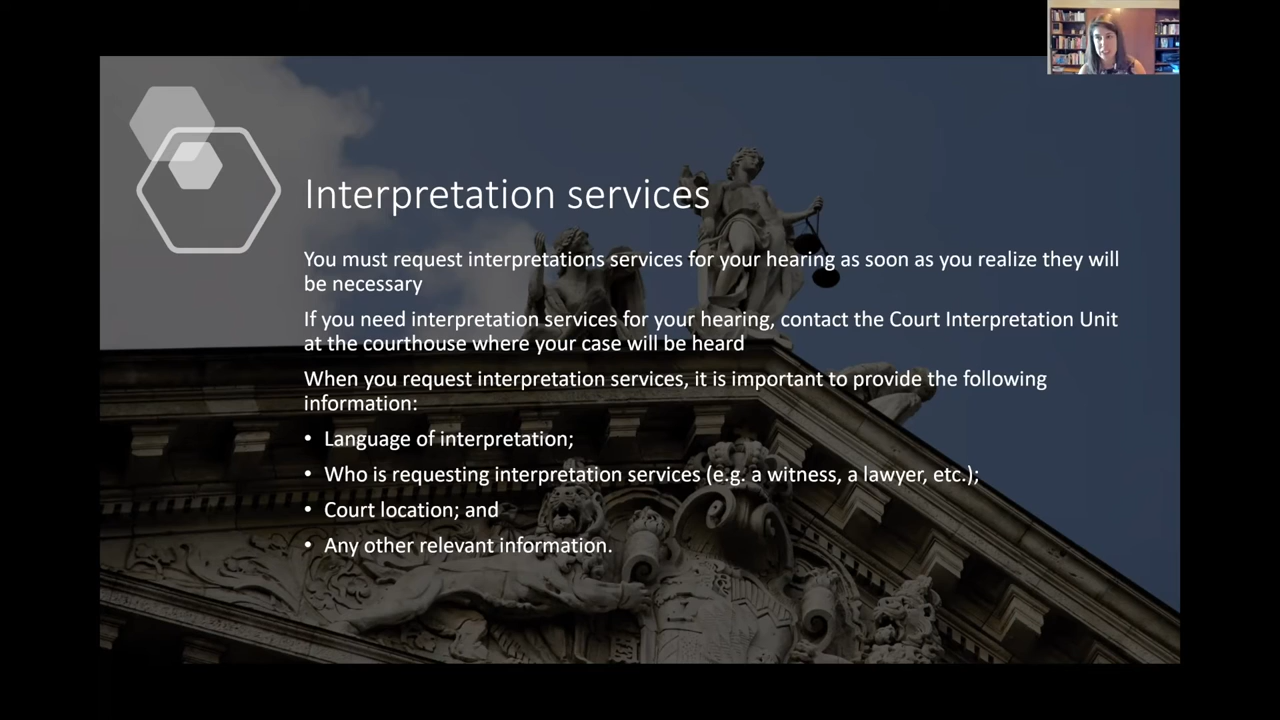 Interpretation services
You must request interpretations services for your hearing as soon as you realize they will
be necessary
If you need interpretation services for your hearing, contact the Court Interpretation Unit
at the courthouse where your case will be heard
When you request interpretation services, it is important to provide the following
information:
• Language of interpretation;
• Who is requesting interpretation services (e.g. a witness, a lawyer, etc.);
• Court location; and
• Any other relevant information.